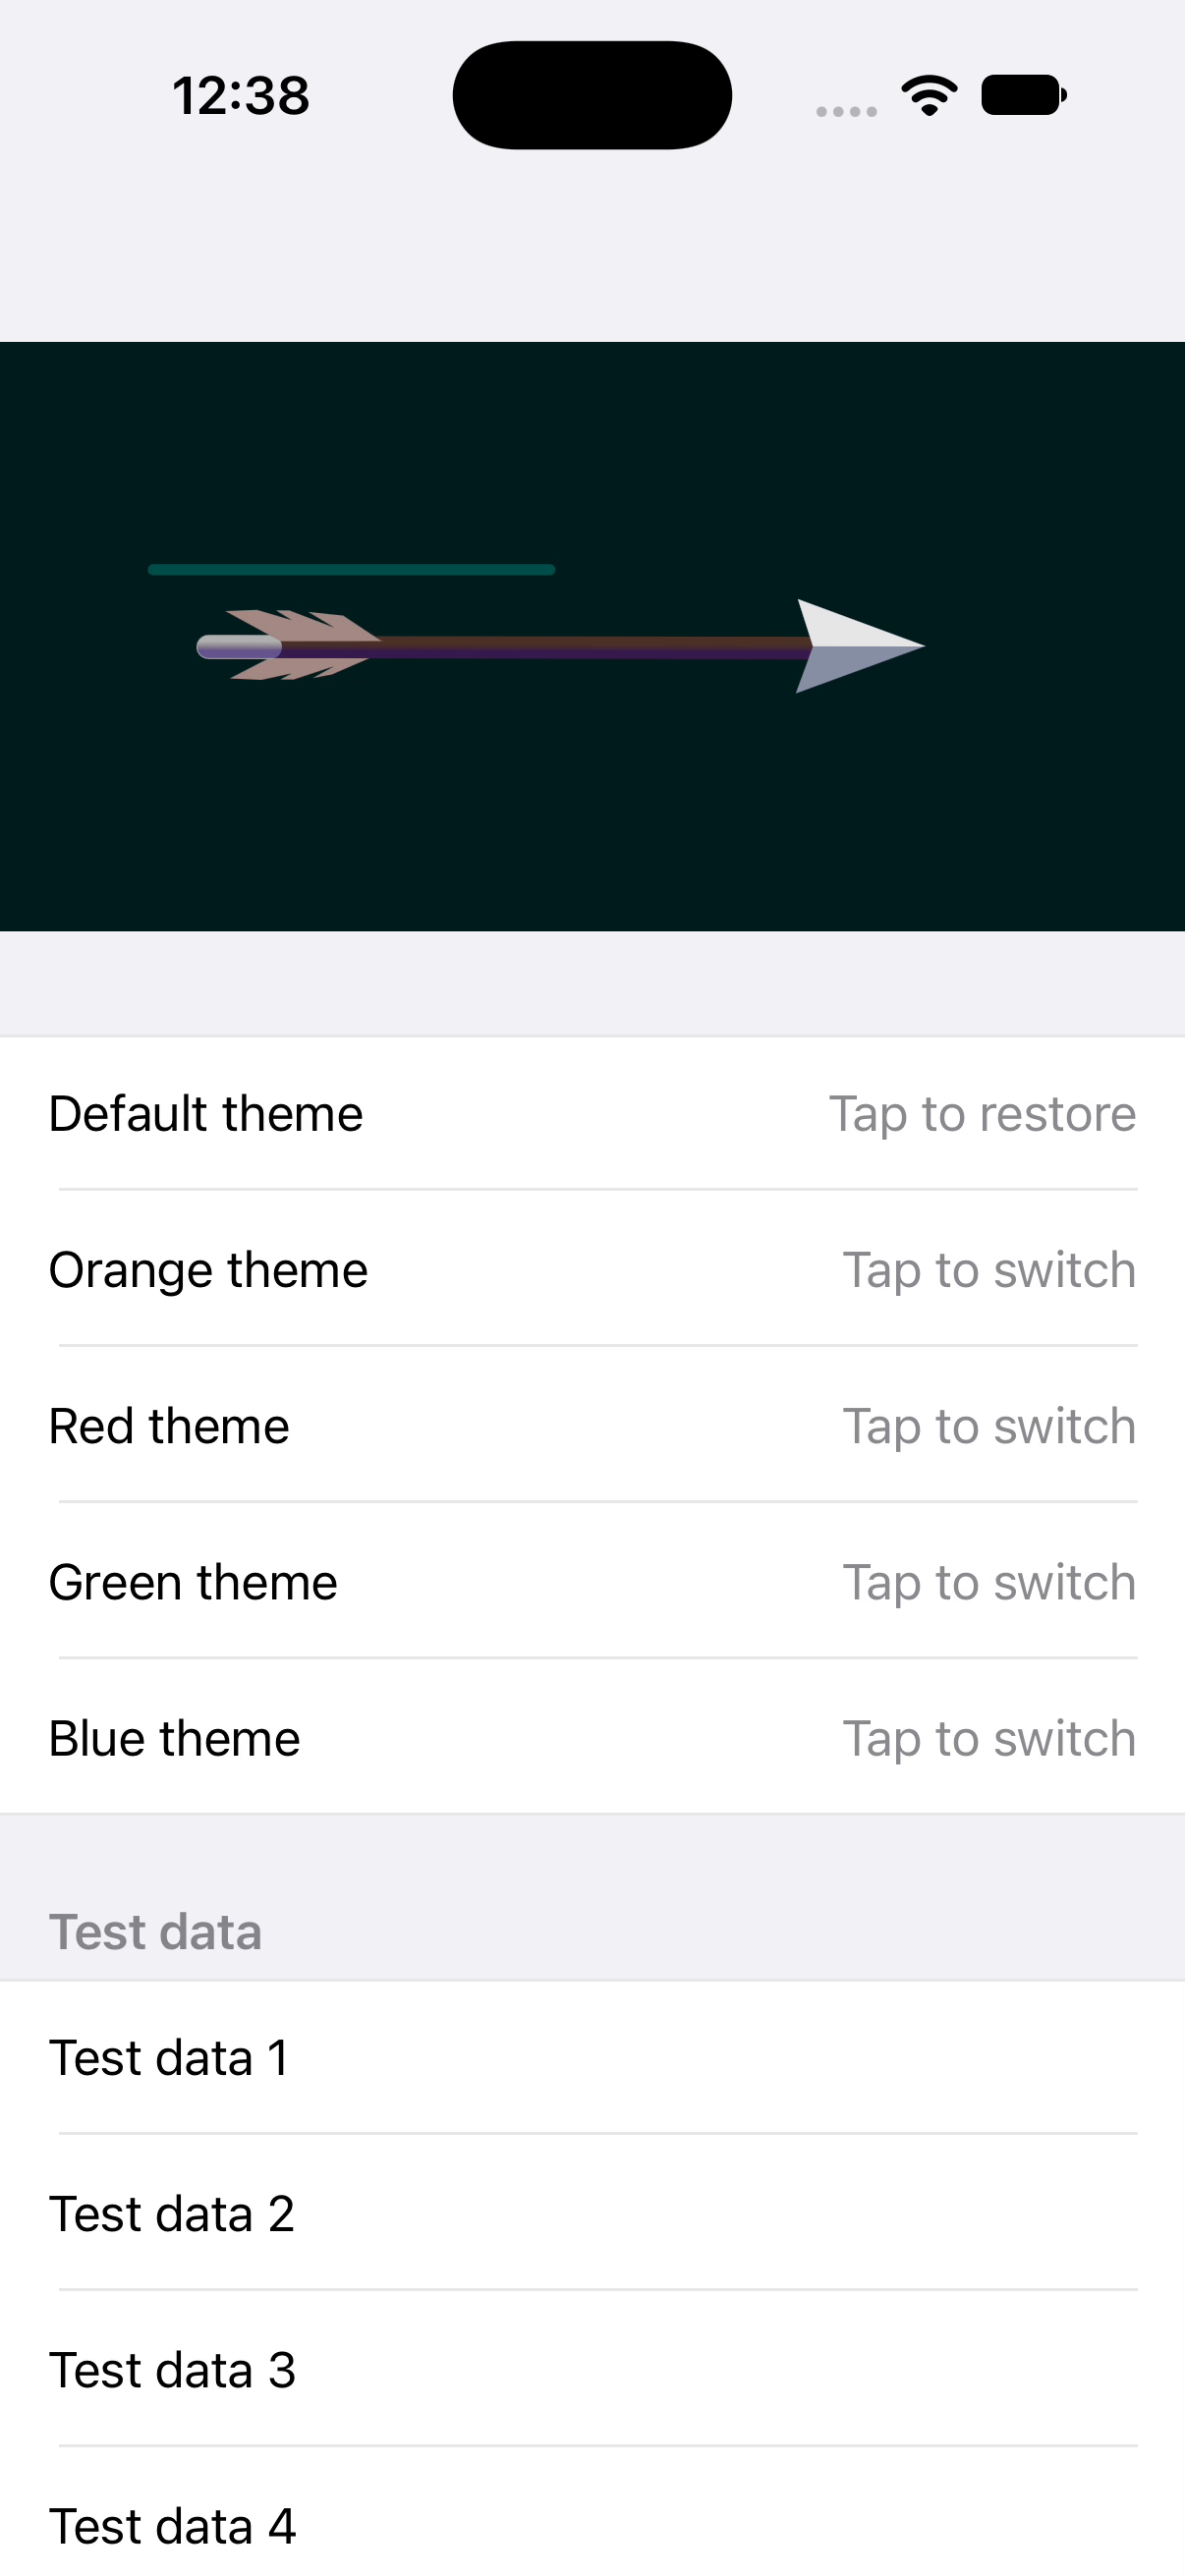 12:38
Default theme Tap to restore
Orange theme Tap to switch
Red theme Tap to switch
Green theme Tap to switch
Blue theme Tap to switch
Test data
Test data 1
Test data 2
Test data 3
Test data 4